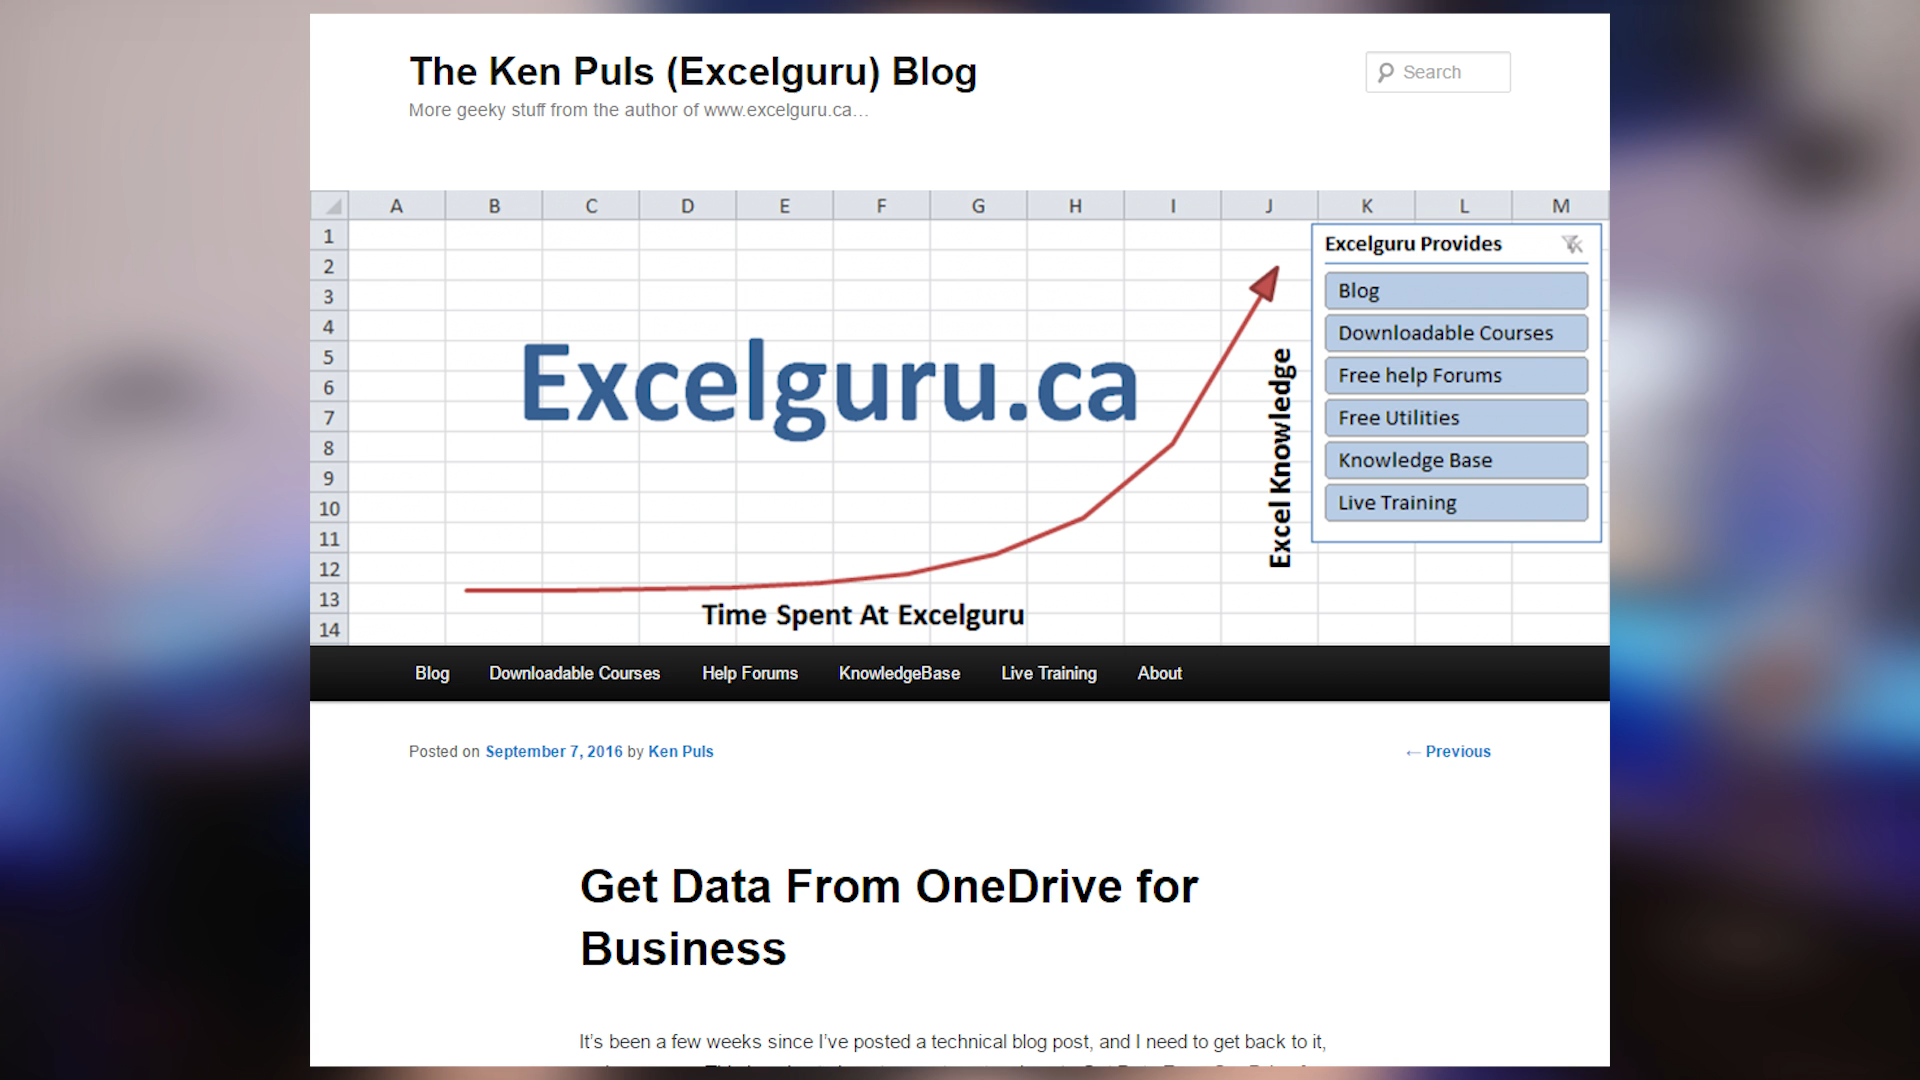 The Ken Puls (Excelguru) Blog
Search
More geeky stuff from the author of www.excelguru.ca…
A B C D E F G H I J K L M
1
2
3
4
5
6
7
8
9
10
11
12
13
14
Excelguru.ca
Time Spent At Excelguru
Excel Knowledge
Excelguru Provides
Blog
Downloadable Courses
Free help Forums
Free Utilities
Knowledge Base
Live Training
Blog Downloadable Courses Help Forums KnowledgeBase Live Training About
Posted on September 7, 2016 by Ken Puls
← Previous
Get Data From OneDrive for
Business
It’s been a few weeks since I’ve posted a technical blog post, and I need to get back to it,